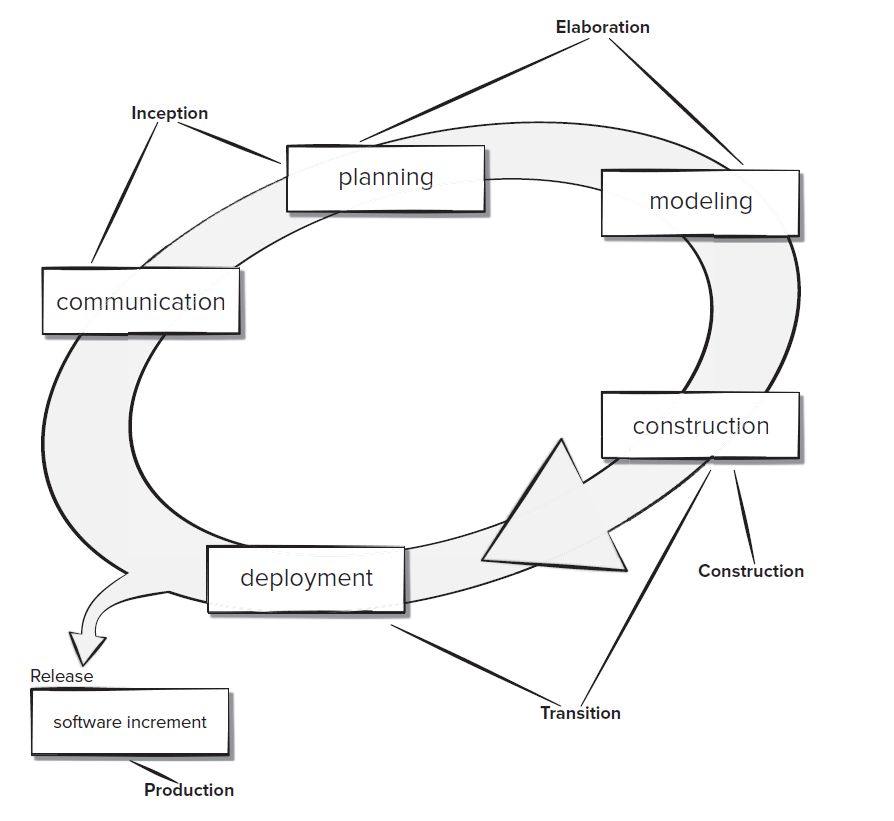 Elaboration
Inception
planning
modeling
communication
construction
deployment
Construction
Release
software increment
Transition
Production